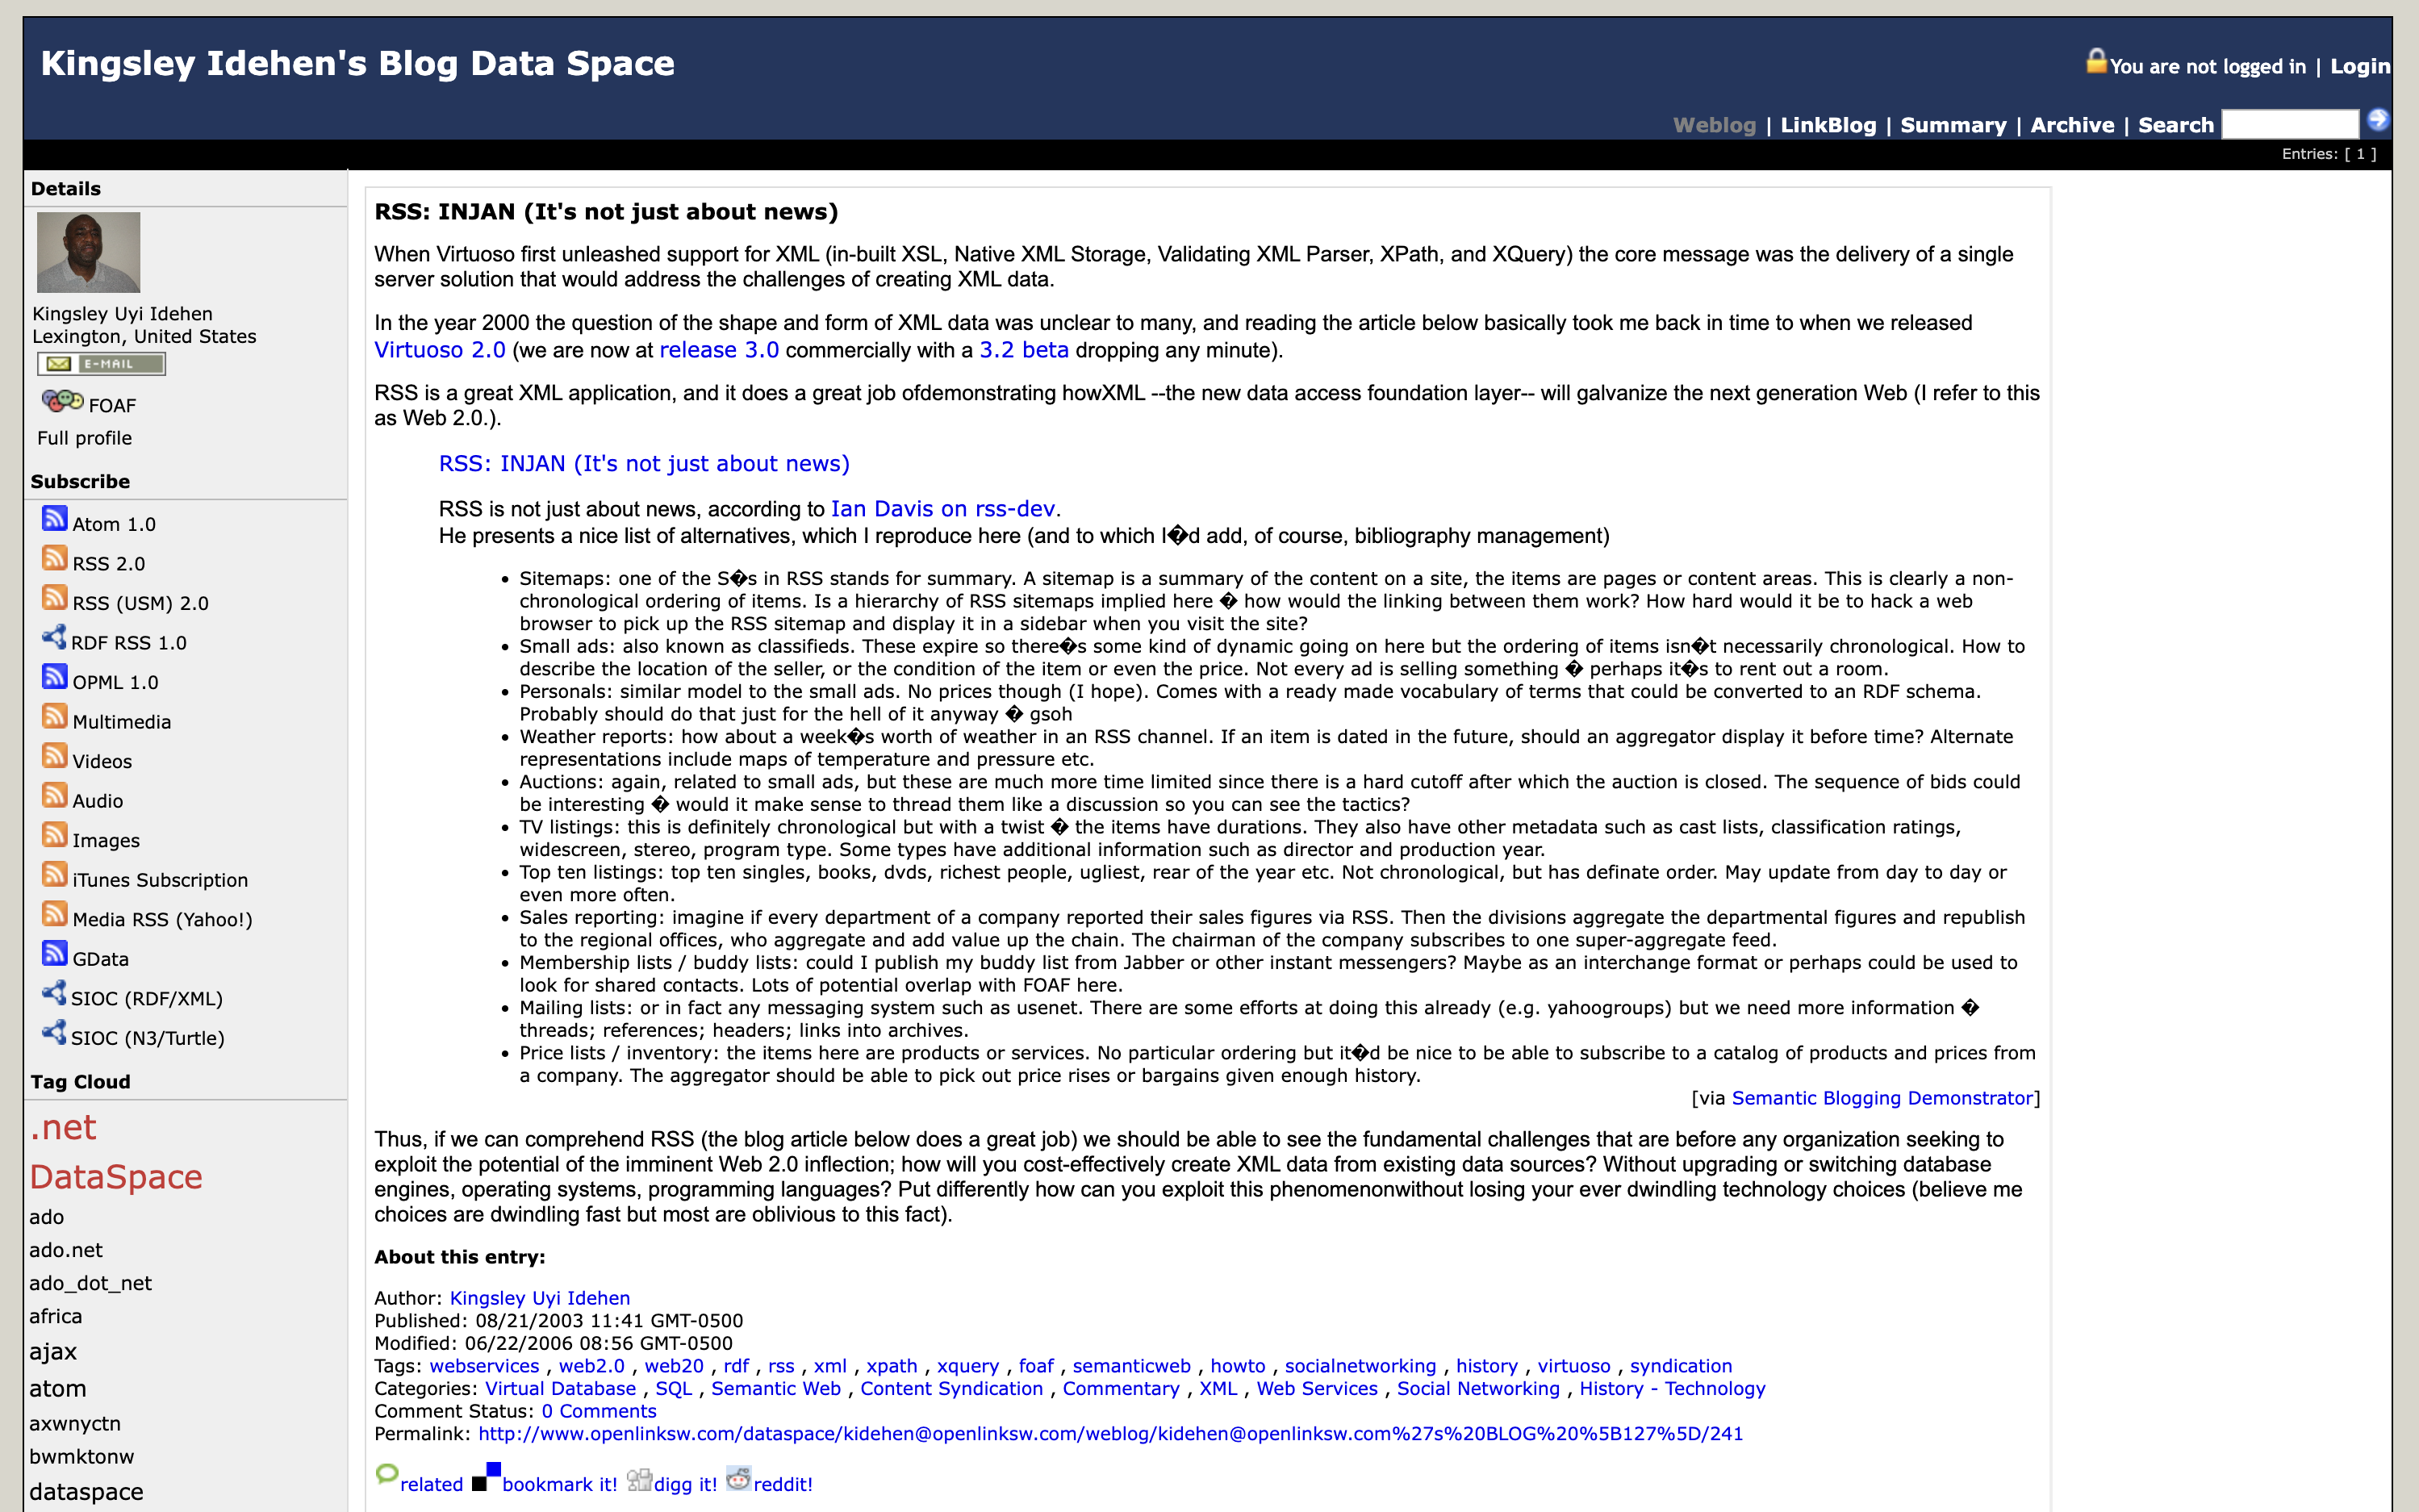 Kingsley Idehen's Blog Data Space
You are not logged in | Login
Weblog | LinkBlog | Summary | Archive | Search
Entries: [ 1 ]
Details
Kingsley Uyi Idehen
Lexington, United States
E-MAIL
FOAF
Full profile
Subscribe
Atom 1.0
RSS 2.0
RSS (USM) 2.0
RDF RSS 1.0
OPML 1.0
Multimedia
Videos
Audio
Images
iTunes Subscription
Media RSS (Yahoo!)
GData
SIOC (RDF/XML)
SIOC (N3/Turtle)
Tag Cloud
.net
DataSpace
ado
ado.net
ado_dot_net
africa
ajax
atom
axwnyctn
bwmktonw
dataspace
RSS: INJAN (It's not just about news)
When Virtuoso first unleashed support for XML (in-built XSL, Native XML Storage, Validating XML Parser, XPath, and XQuery) the core message was the delivery of a single
server solution that would address the challenges of creating XML data.
In the year 2000 the question of the shape and form of XML data was unclear to many, and reading the article below basically took me back in time to when we released
Virtuoso 2.0 (we are now at release 3.0 commercially with a 3.2 beta dropping any minute).
RSS is a great XML application, and it does a great job ofdemonstrating howXML --the new data access foundation layer-- will galvanize the next generation Web (I refer to this
as Web 2.0.).
RSS: INJAN (It's not just about news)
RSS is not just about news, according to Ian Davis on rss-dev.
He presents a nice list of alternatives, which I reproduce here (and to which I�d add, of course, bibliography management)
• Sitemaps: one of the S�s in RSS stands for summary. A sitemap is a summary of the content on a site, the items are pages or content areas. This is clearly a non-
chronological ordering of items. Is a hierarchy of RSS sitemaps implied here � how would the linking between them work? How hard would it be to hack a web
browser to pick up the RSS sitemap and display it in a sidebar when you visit the site?
• Small ads: also known as classifieds. These expire so there�s some kind of dynamic going on here but the ordering of items isn�t necessarily chronological. How to
describe the location of the seller, or the condition of the item or even the price. Not every ad is selling something � perhaps it�s to rent out a room.
• Personals: similar model to the small ads. No prices though (I hope). Comes with a ready made vocabulary of terms that could be converted to an RDF schema.
Probably should do that just for the hell of it anyway � gsoh
• Weather reports: how about a week�s worth of weather in an RSS channel. If an item is dated in the future, should an aggregator display it before time? Alternate
representations include maps of temperature and pressure etc.
• Auctions: again, related to small ads, but these are much more time limited since there is a hard cutoff after which the auction is closed. The sequence of bids could
be interesting � would it make sense to thread them like a discussion so you can see the tactics?
• TV listings: this is definitely chronological but with a twist � the items have durations. They also have other metadata such as cast lists, classification ratings,
widescreen, stereo, program type. Some types have additional information such as director and production year.
• Top ten listings: top ten singles, books, dvds, richest people, ugliest, rear of the year etc. Not chronological, but has definate order. May update from day to day or
even more often.
• Sales reporting: imagine if every department of a company reported their sales figures via RSS. Then the divisions aggregate the departmental figures and republish
to the regional offices, who aggregate and add value up the chain. The chairman of the company subscribes to one super-aggregate feed.
• Membership lists / buddy lists: could I publish my buddy list from Jabber or other instant messengers? Maybe as an interchange format or perhaps could be used to
look for shared contacts. Lots of potential overlap with FOAF here.
• Mailing lists: or in fact any messaging system such as usenet. There are some efforts at doing this already (e.g. yahoogroups) but we need more information �
threads; references; headers; links into archives.
• Price lists / inventory: the items here are products or services. No particular ordering but it�d be nice to be able to subscribe to a catalog of products and prices from
a company. The aggregator should be able to pick out price rises or bargains given enough history.
[via Semantic Blogging Demonstrator]
Thus, if we can comprehend RSS (the blog article below does a great job) we should be able to see the fundamental challenges that are before any organization seeking to
exploit the potential of the imminent Web 2.0 inflection; how will you cost-effectively create XML data from existing data sources? Without upgrading or switching database
engines, operating systems, programming languages? Put differently how can you exploit this phenomenonwithout losing your ever dwindling technology choices (believe me
choices are dwindling fast but most are oblivious to this fact).
About this entry:
Author: Kingsley Uyi Idehen
Published: 08/21/2003 11:41 GMT-0500
Modified: 06/22/2006 08:56 GMT-0500
Tags: webservices , web2.0 , web20 , rdf , rss , xml , xpath , xquery , foaf , semanticweb , howto , socialnetworking , history , virtuoso , syndication
Categories: Virtual Database , SQL , Semantic Web , Content Syndication , Commentary , XML , Web Services , Social Networking , History - Technology
Comment Status: 0 Comments
Permalink: http://www.openlinksw.com/dataspace/kidehen@openlinksw.com/weblog/kidehen@openlinksw.com%27s%20BLOG%20%5B127%5D/241
related bookmark it! digg it! reddit!